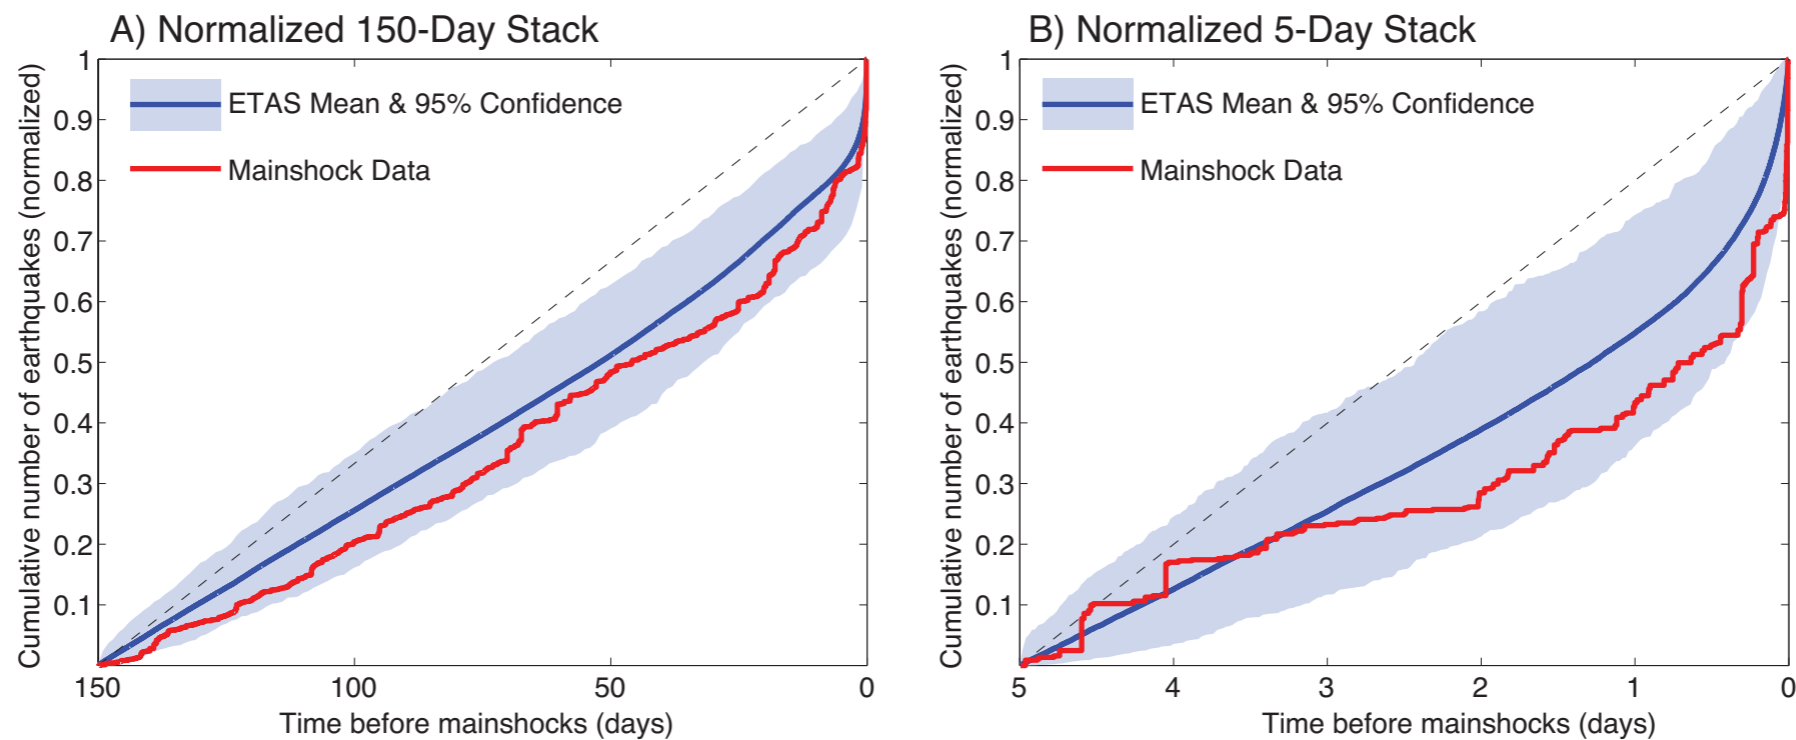 A) Normalized 150-Day Stack
Cumulative number of earthquakes (normalized)
1
0.9
0.8
0.7
0.6
0.5
0.4
0.3
0.2
0.1
ETAS Mean & 95% Confidence
Mainshock Data
150 100 50 0
Time before mainshocks (days)
B) Normalized 5-Day Stack
Cumulative number of earthquakes (normalized)
1
0.9
0.8
0.7
0.6
0.5
0.4
0.3
0.2
0.1
ETAS Mean & 95% Confidence
Mainshock Data
5 4 3 2 1 0
Time before mainshocks (days)